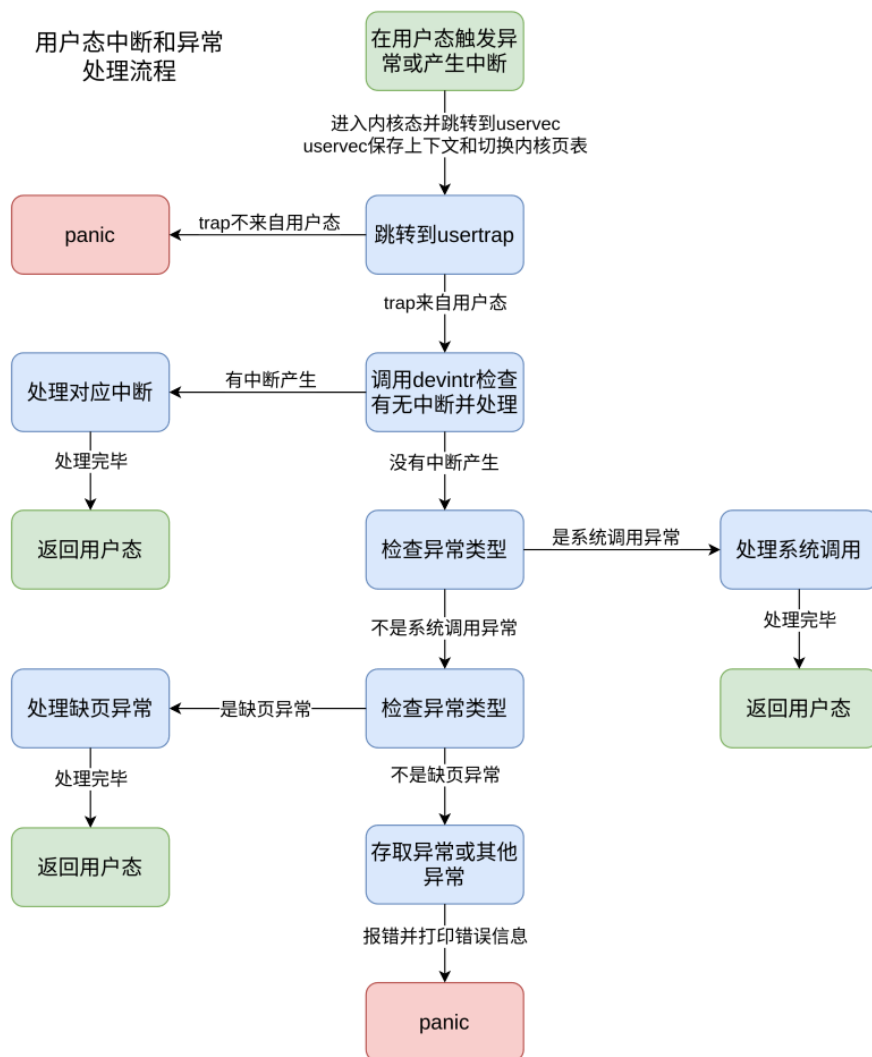 用户态中断和异常
处理流程
在用户态触发异
常或产生中断
进入内核态并跳转到uservec
uservec保存上下文和切换内核页表
panic
trap不来自用户态
跳转到usertrap
trap来自用户态
处理对应中断
有中断产生
调用devintr检查
有无中断并处理
处理完毕
没有中断产生
返回用户态
检查异常类型
是系统调用异常
处理系统调用
不是系统调用异常
处理完毕
处理缺页异常
是缺页异常
检查异常类型
返回用户态
处理完毕
不是缺页异常
返回用户态
存取异常或其他
异常
报错并打印错误信息
panic